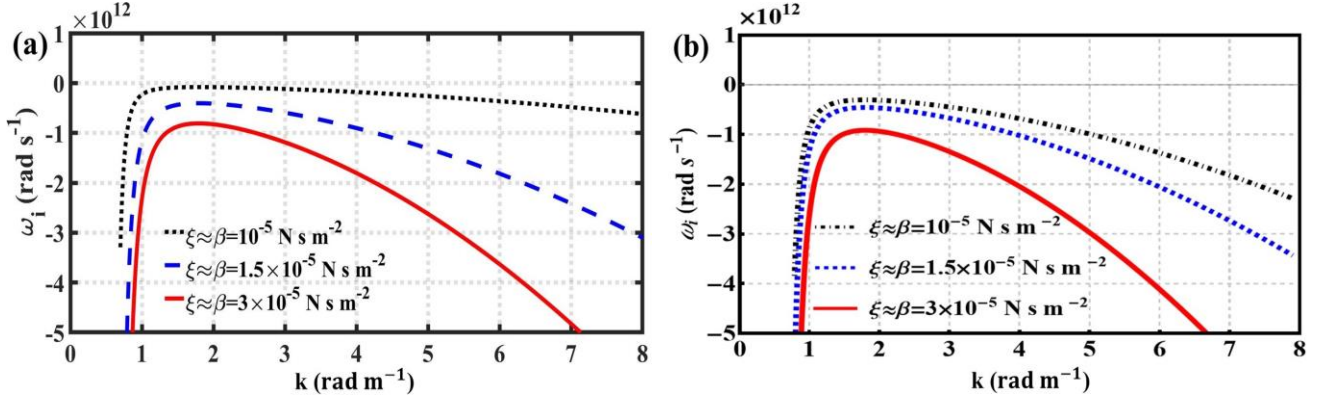 (a)
×10¹²
1
0
-1
-2
-3
-4
-5
ω_i (rad s⁻¹)
ξ≈β=10⁻⁵ N s m⁻²
ξ≈β=1.5×10⁻⁵ N s m⁻²
ξ≈β=3×10⁻⁵ N s m⁻²
0 1 2 3 4 5 6 7 8
k (rad m⁻¹)
(b)
×10¹²
1
0
−1
−2
−3
−4
−5
ω_i (rad s⁻¹)
ξ≈β=10⁻⁵ N s m⁻²
ξ≈β=1.5×10⁻⁵ N s m⁻²
ξ≈β=3×10⁻⁵ N s m⁻²
0 1 2 3 4 5 6 7 8
k (rad m⁻¹)